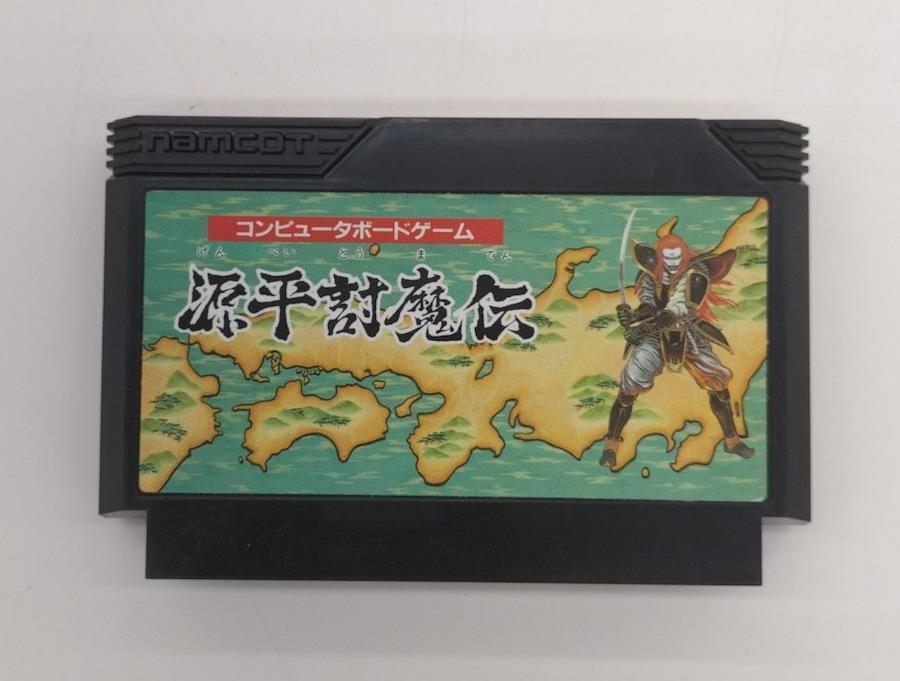 namcot
コンピュータボードゲーム
げん ぺい とう ま でん
源平討魔伝